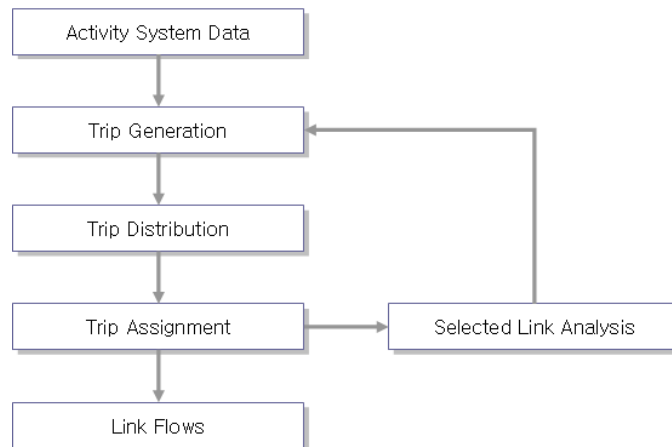 Activity System Data
Trip Generation
Trip Distribution
Trip Assignment
Selected Link Analysis
Link Flows